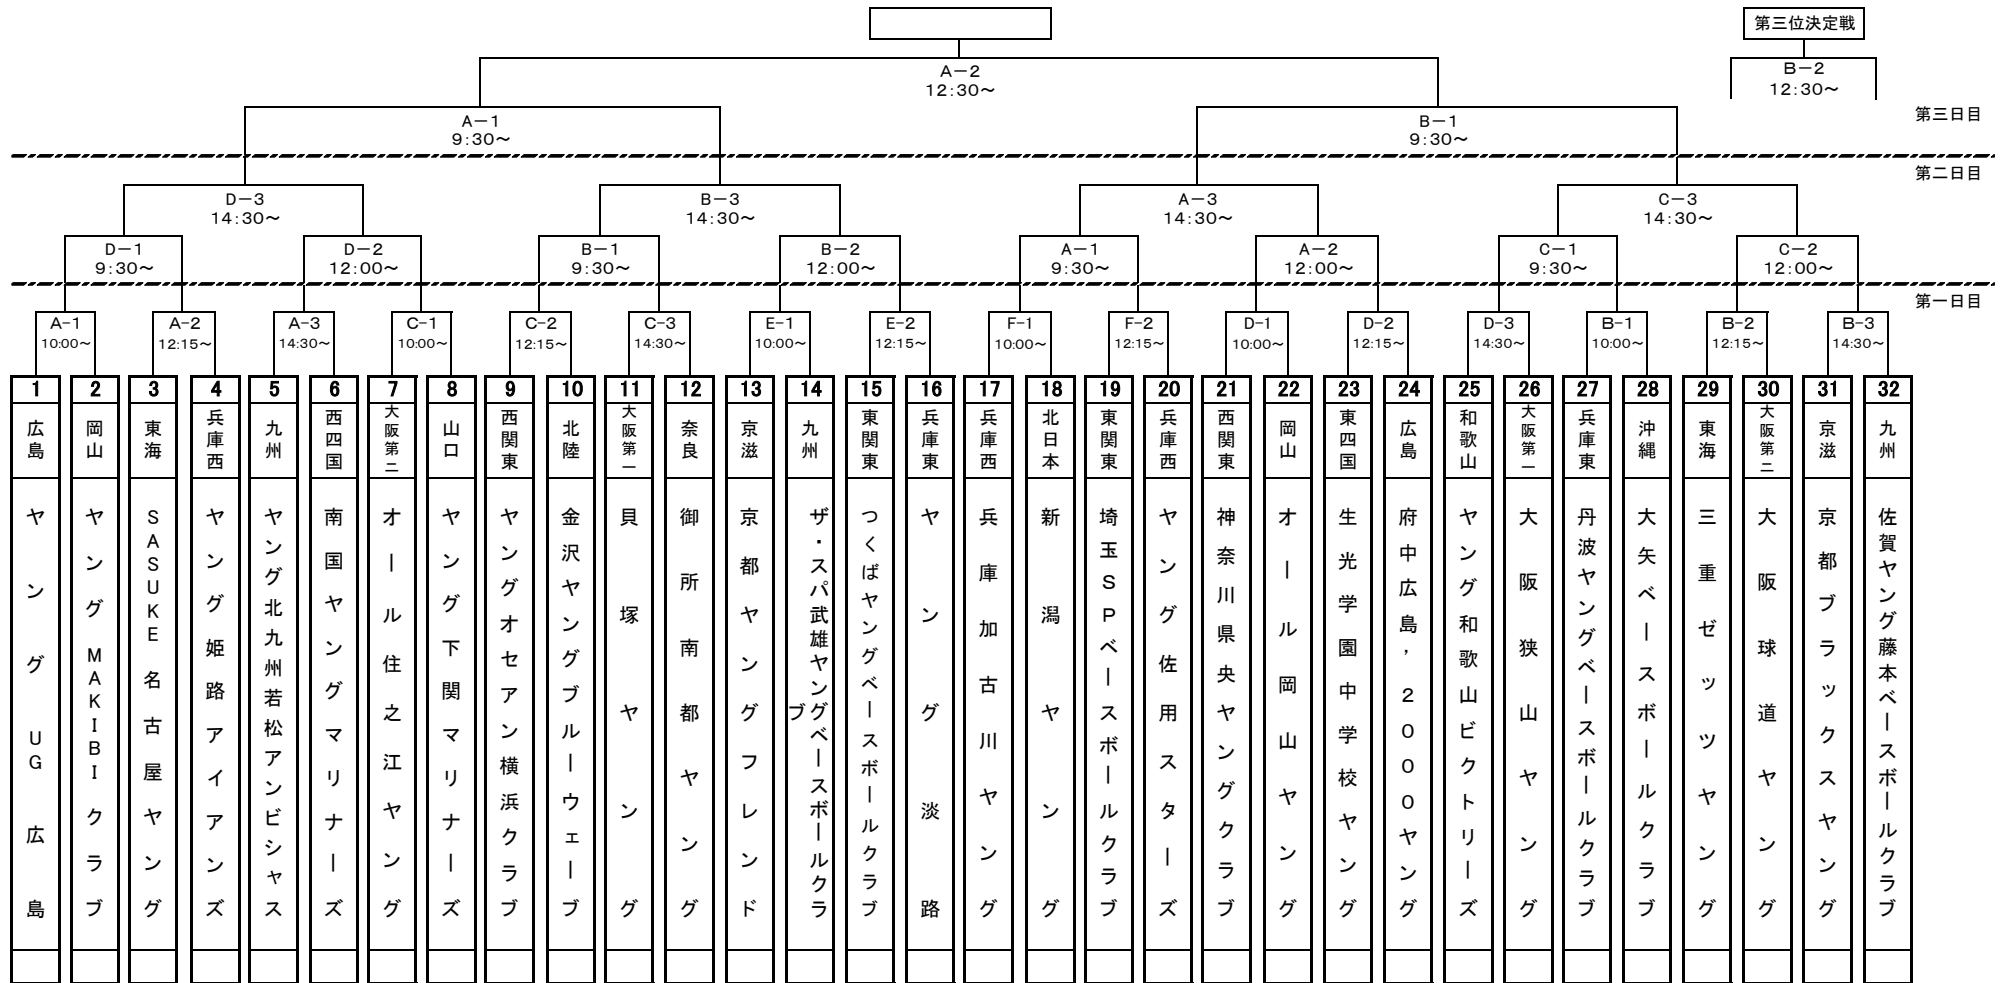 第三位決定戦
A－2
12:30～
B－2
12:30～
第三日目
A－1
9:30～
B－1
9:30～
第二日目
D－3
14:30～
B－3
14:30～
A－3
14:30～
C－3
14:30～
D－1
9:30～
D－2
12:00～
B－1
9:30～
B－2
12:00～
A－1
9:30～
A－2
12:00～
C－1
9:30～
C－2
12:00～
第一日目
A-1
10:00～
A-2
12:15～
A-3
14:30～
C-1
10:00～
C-2
12:15～
C-3
14:30～
E-1
10:00～
E-2
12:15～
F-1
10:00～
F-2
12:15～
D-1
10:00～
D-2
12:15～
D-3
14:30～
B-1
10:00～
B-2
12:15～
B-3
14:30～
1
広島
ヤングUG広島
2
岡山
ヤングMAKIBIクラブ
3
東海
SASUKE名古屋ヤング
4
兵庫西
ヤング姫路アイアンズ
5
九州
ヤング北九州若松アンビシャス
6
西四国
南国ヤングマリナーズ
7
大阪第二
オール住之江ヤング
8
山口
ヤング下関マリナーズ
9
西関東
ヤングオセアン横浜クラブ
10
北陸
金沢ヤングブルーウェーブ
11
大阪第一
貝塚ヤング
12
奈良
御所南都ヤング
13
京滋
京都ヤングフレンド
14
九州
ザ・スパ武雄ヤングベースボールクラ
ブ
15
東関東
つくばヤングベースボールクラブ
16
兵庫東
ヤング淡路
17
兵庫西
兵庫加古川ヤング
18
北日本
新潟ヤング
19
東関東
埼玉SPベースボールクラブ
20
兵庫西
ヤング佐用スターズ
21
西関東
神奈川県央ヤングクラブ
22
岡山
オール岡山ヤング
23
東四国
生光学園中学校ヤング
24
広島
府中広島,2000ヤング
25
和歌山
ヤング和歌山ビクトリーズ
26
大阪第一
大阪狭山ヤング
27
兵庫東
丹波ヤングベースボールクラブ
28
沖縄
大矢ベースボールクラブ
29
東海
三重ゼッツヤング
30
大阪第二
大阪球道ヤング
31
京滋
京都ブラックスヤング
32
九州
佐賀ヤング藤本ベースボールクラブ